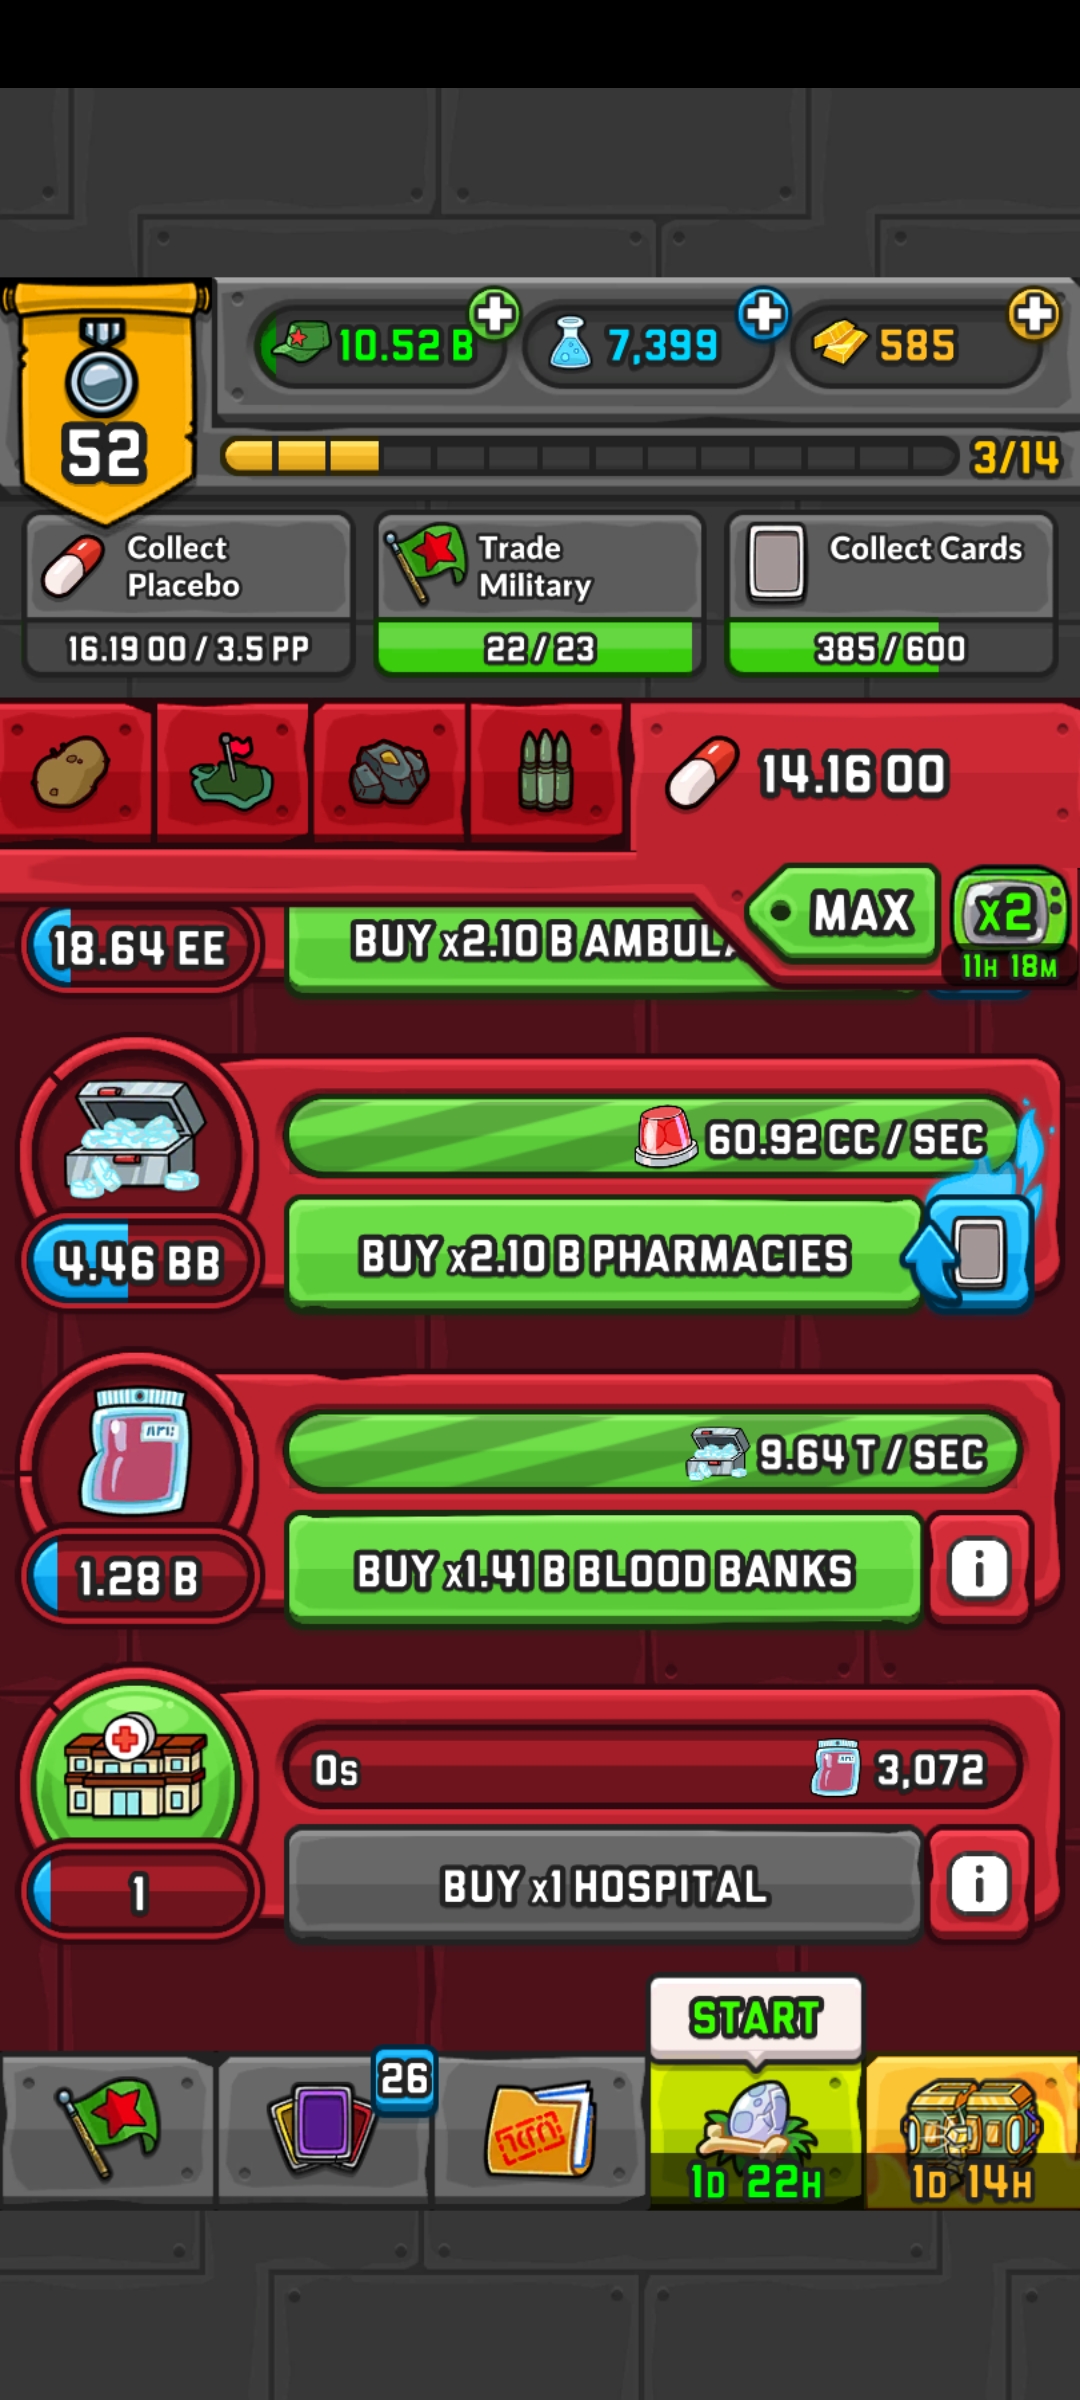 10.52 B
7,399
585
52
3/14
Collect
Placebo
16.19 OO / 3.5 PP
Trade
Military
22 / 23
Collect Cards
385 / 600
14.16 OO
MAX
x2
11H 18M
18.64 EE
BUY x2.10 B AMBUL
60.92 CC / SEC
4.46 BB
BUY x2.10 B PHARMACIES
9.64 T / SEC
1.28 B
BUY x1.41 B BLOOD BANKS
i
0s
3,072
1
BUY x1 HOSPITAL
i
START
26
1D 22H
1D 14H